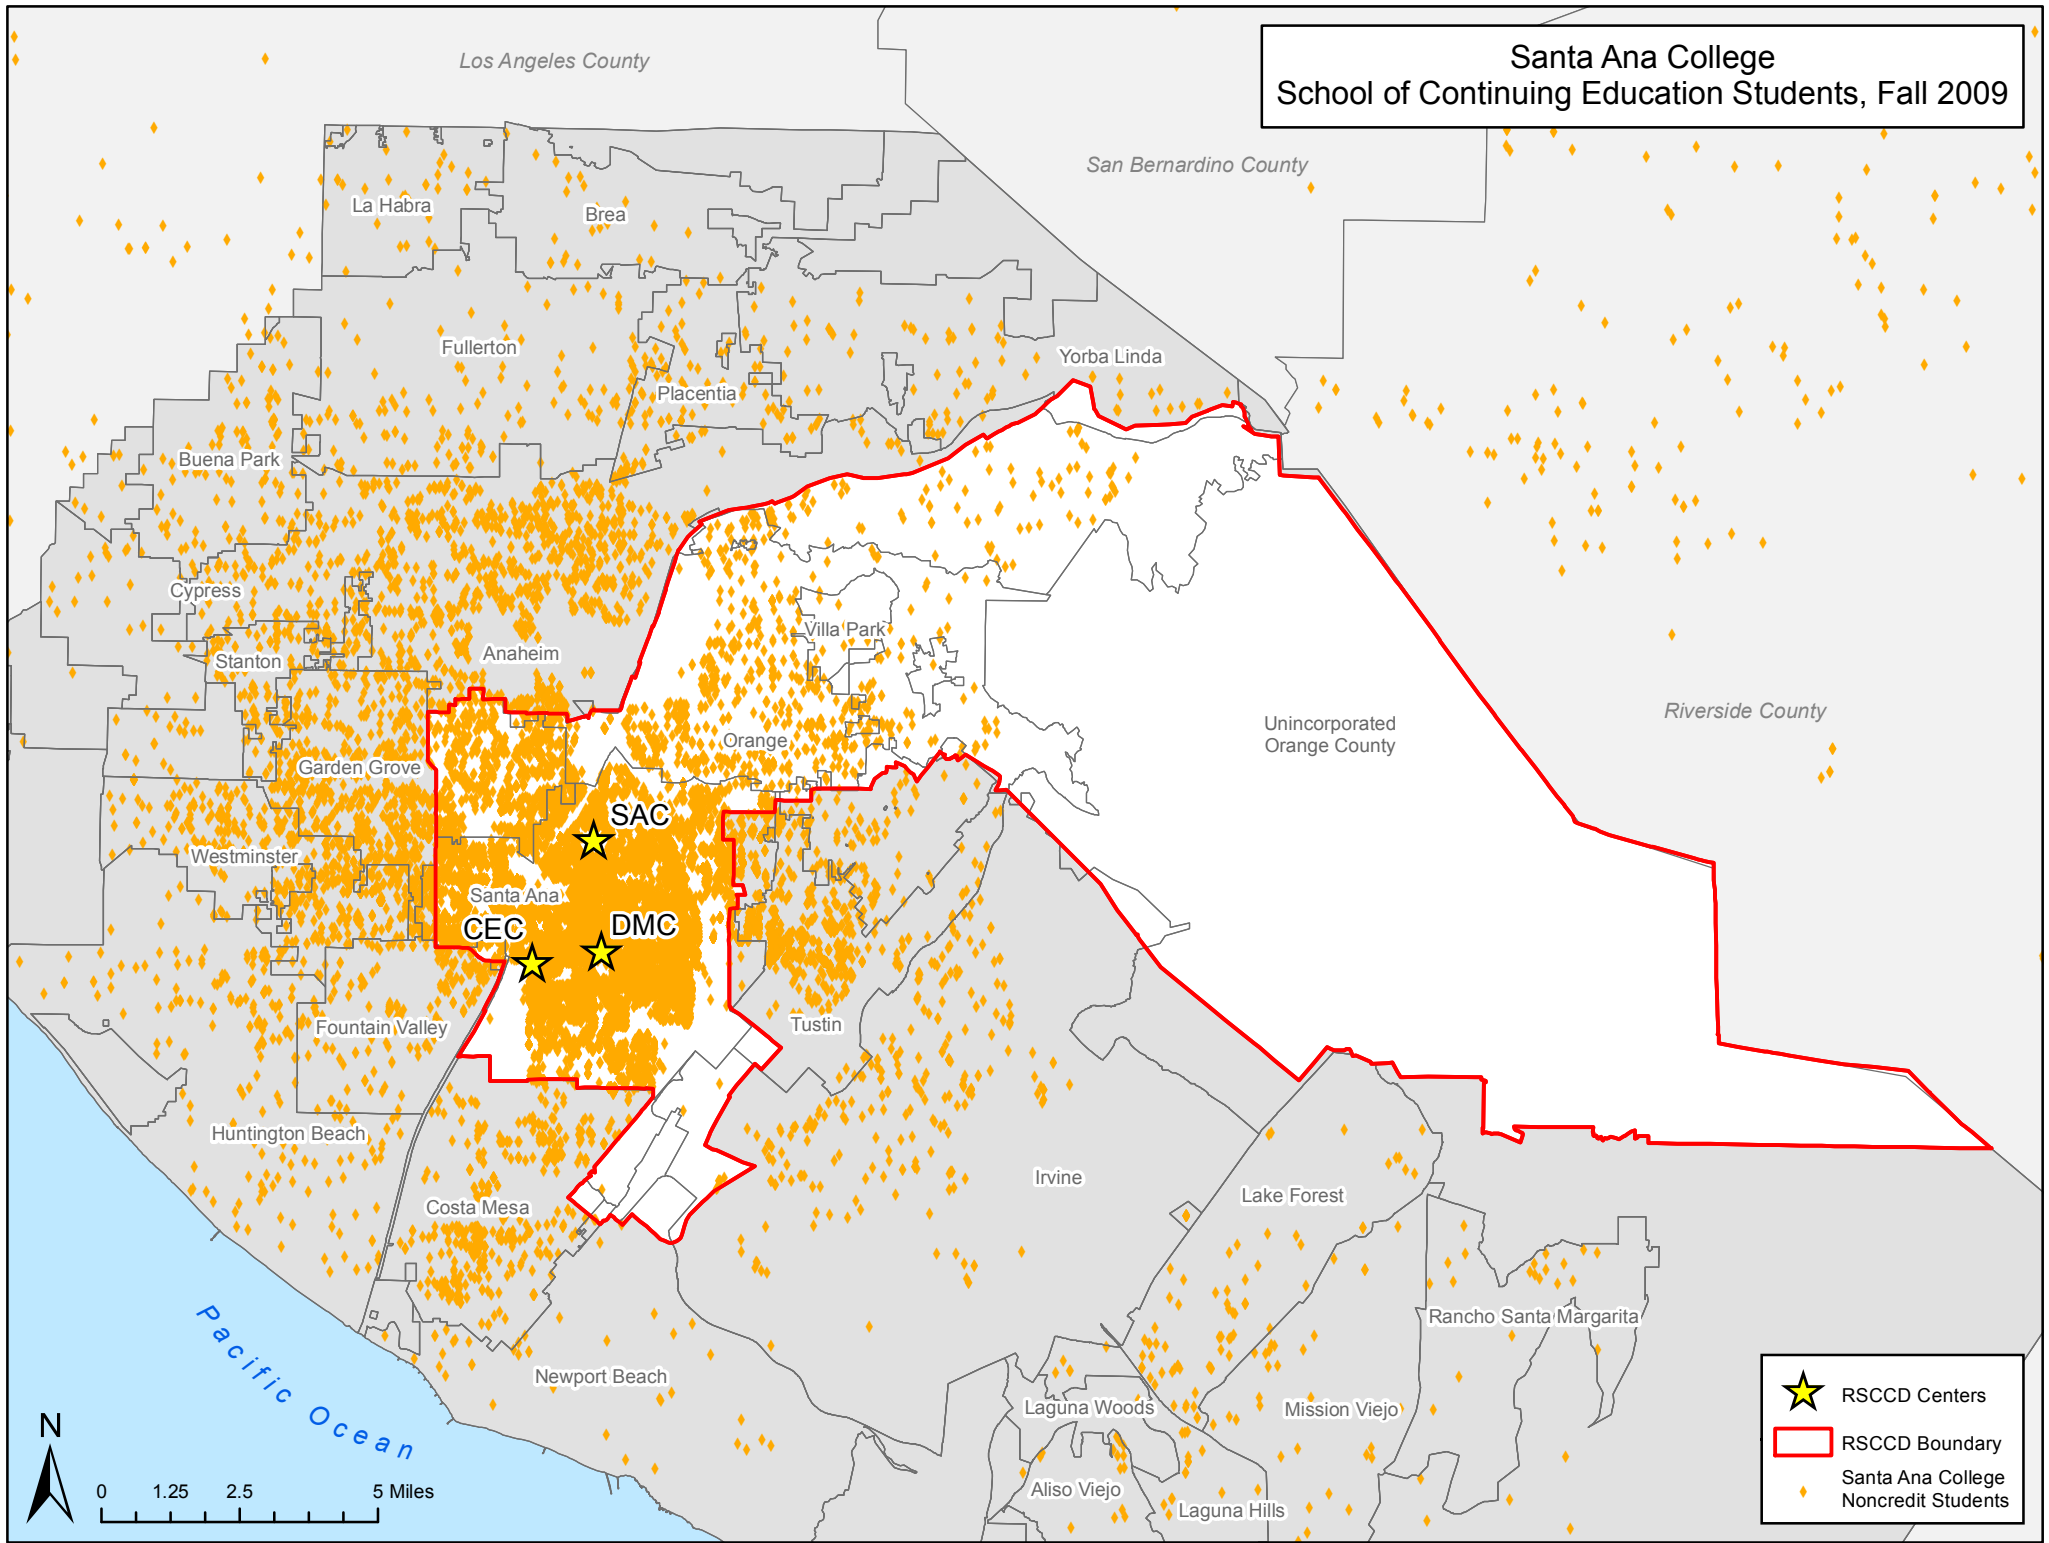 Santa Ana College
School of Continuing Education Students, Fall 2009
Los Angeles County
San Bernardino County
La Habra
Brea
Fullerton
Yorba Linda
Placentia
Buena Park
Cypress
Villa Park
Anaheim
Stanton
Riverside County
Unincorporated
Orange County
Orange
Garden Grove
SAC
Westminster
Santa Ana
CEC
DMC
Tustin
Fountain Valley
Huntington Beach
Irvine
Lake Forest
Costa Mesa
Rancho Santa Margarita
Newport Beach
Laguna Woods
Mission Viejo
Aliso Viejo
Laguna Hills
Pacific Ocean
N
0 1.25 2.5 5 Miles
RSCCD Centers
RSCCD Boundary
Santa Ana College
Noncredit Students